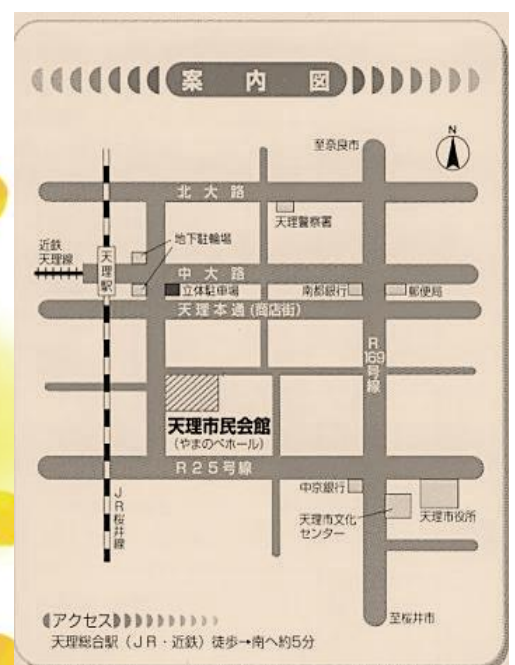 案内図
至奈良市
N
北大路
天理警察署
地下駐輪場
近鉄
天理線
天理駅
中大路
立体駐車場
南都銀行
郵便局
天理本通(商店街)
R169号線
天理市民会館
(やまのべホール)
R25号線
中京銀行
天理市文化
センター
天理市役所
JR桜井線
至桜井市
アクセス
天理総合駅(JR・近鉄)徒歩→南へ約5分